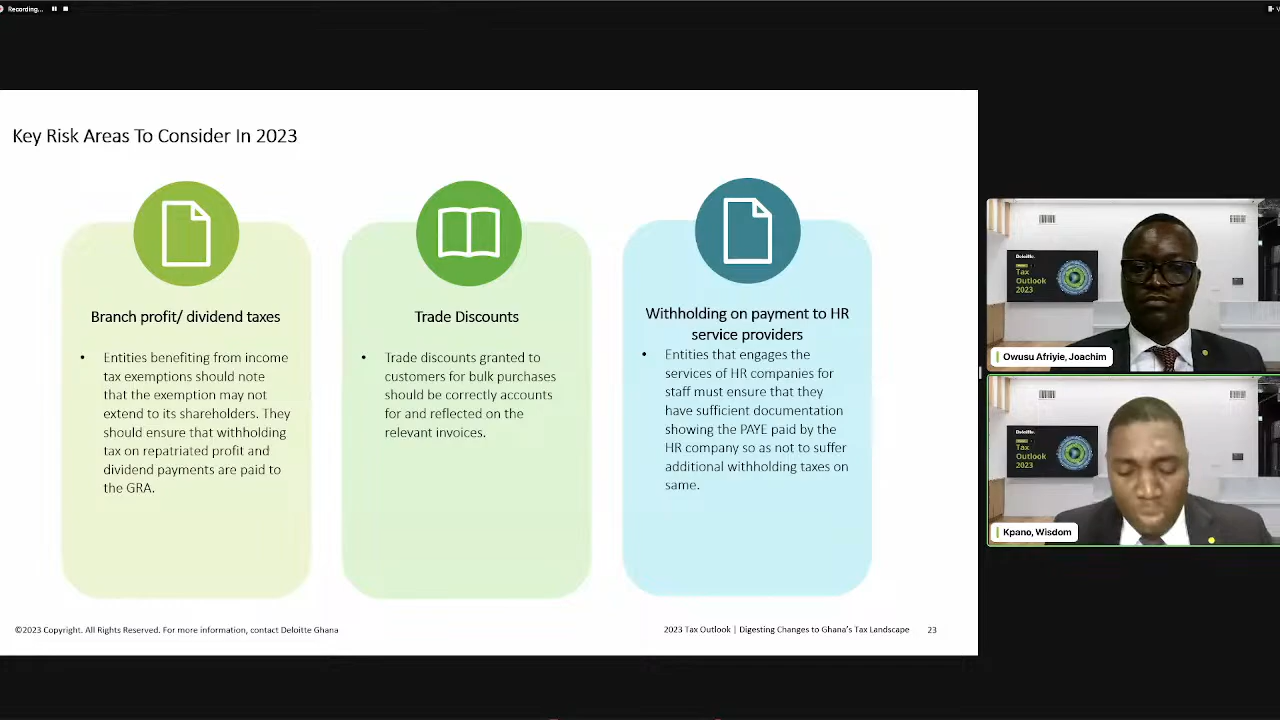 Recording...
Key Risk Areas To Consider In 2023
Branch profit/ dividend taxes
• Entities benefiting from income
tax exemptions should note
that the exemption may not
extend to its shareholders. They
should ensure that withholding
tax on repatriated profit and
dividend payments are paid to
the GRA.
Trade Discounts
• Trade discounts granted to
customers for bulk purchases
should be correctly accounts
for and reflected on the
relevant invoices.
Withholding on payment to HR
service providers
• Entities that engages the
services of HR companies for
staff must ensure that they
have sufficient documentation
showing the PAYE paid by the
HR company so as not to suffer
additional withholding taxes on
same.
©2023 Copyright. All Rights Reserved. For more information, contact Deloitte Ghana
2023 Tax Outlook | Digesting Changes to Ghana's Tax Landscape
23
Deloitte.
Tax
Outlook
2023
Owusu Afriyie, Joachim
Deloitte.
Tax
Outlook
2023
Kpano, Wisdom